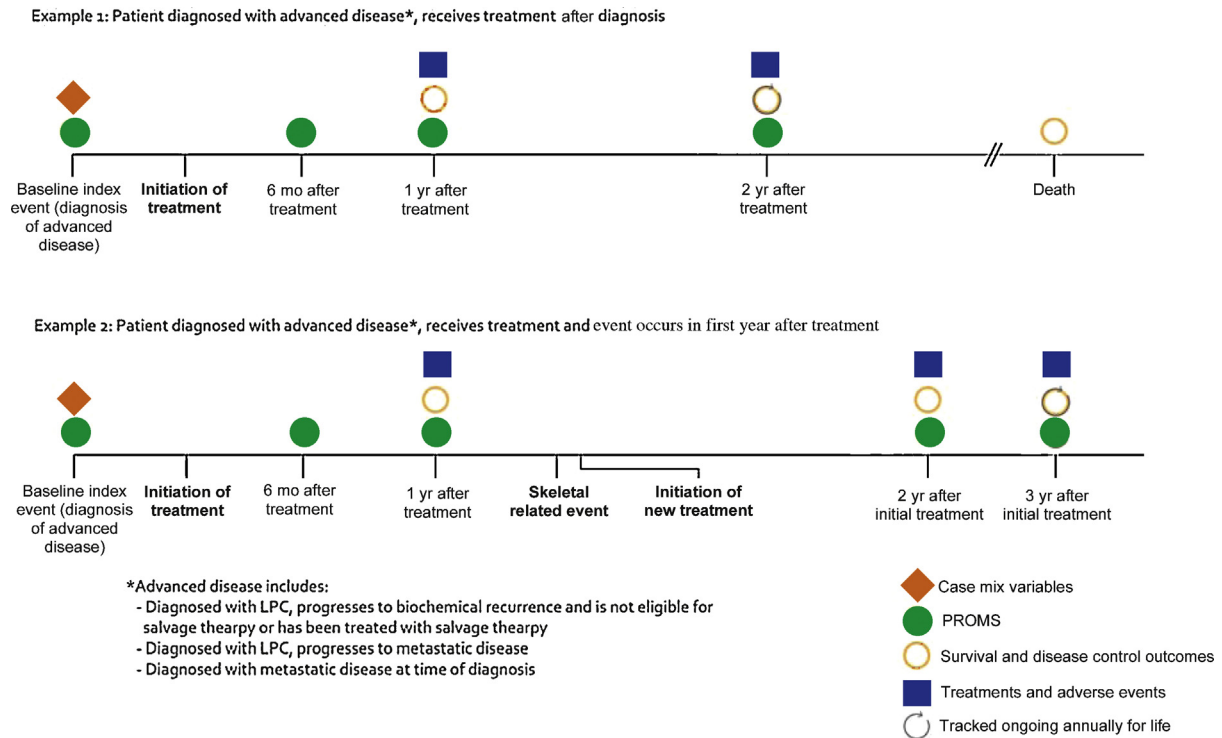 Example 1: Patient diagnosed with advanced disease*, receives treatment after diagnosis
Baseline index
event (diagnosis
of advanced
disease)
Initiation of
treatment
6 mo after
treatment
1 yr after
treatment
2 yr after
treatment
Death
Example 2: Patient diagnosed with advanced disease*, receives treatment and event occurs in first year after treatment
Baseline index
event (diagnosis
of advanced
disease)
Initiation of
treatment
6 mo after
treatment
1 yr after
treatment
Skeletal
related event
Initiation of
new treatment
2 yr after
initial treatment
3 yr after
initial treatment
*Advanced disease includes:
- Diagnosed with LPC, progresses to biochemical recurrence and is not eligible for
salvage thearpy or has been treated with salvage thearpy
- Diagnosed with LPC, progresses to metastatic disease
- Diagnosed with metastatic disease at time of diagnosis
Case mix variables
PROMS
Survival and disease control outcomes
Treatments and adverse events
Tracked ongoing annually for life